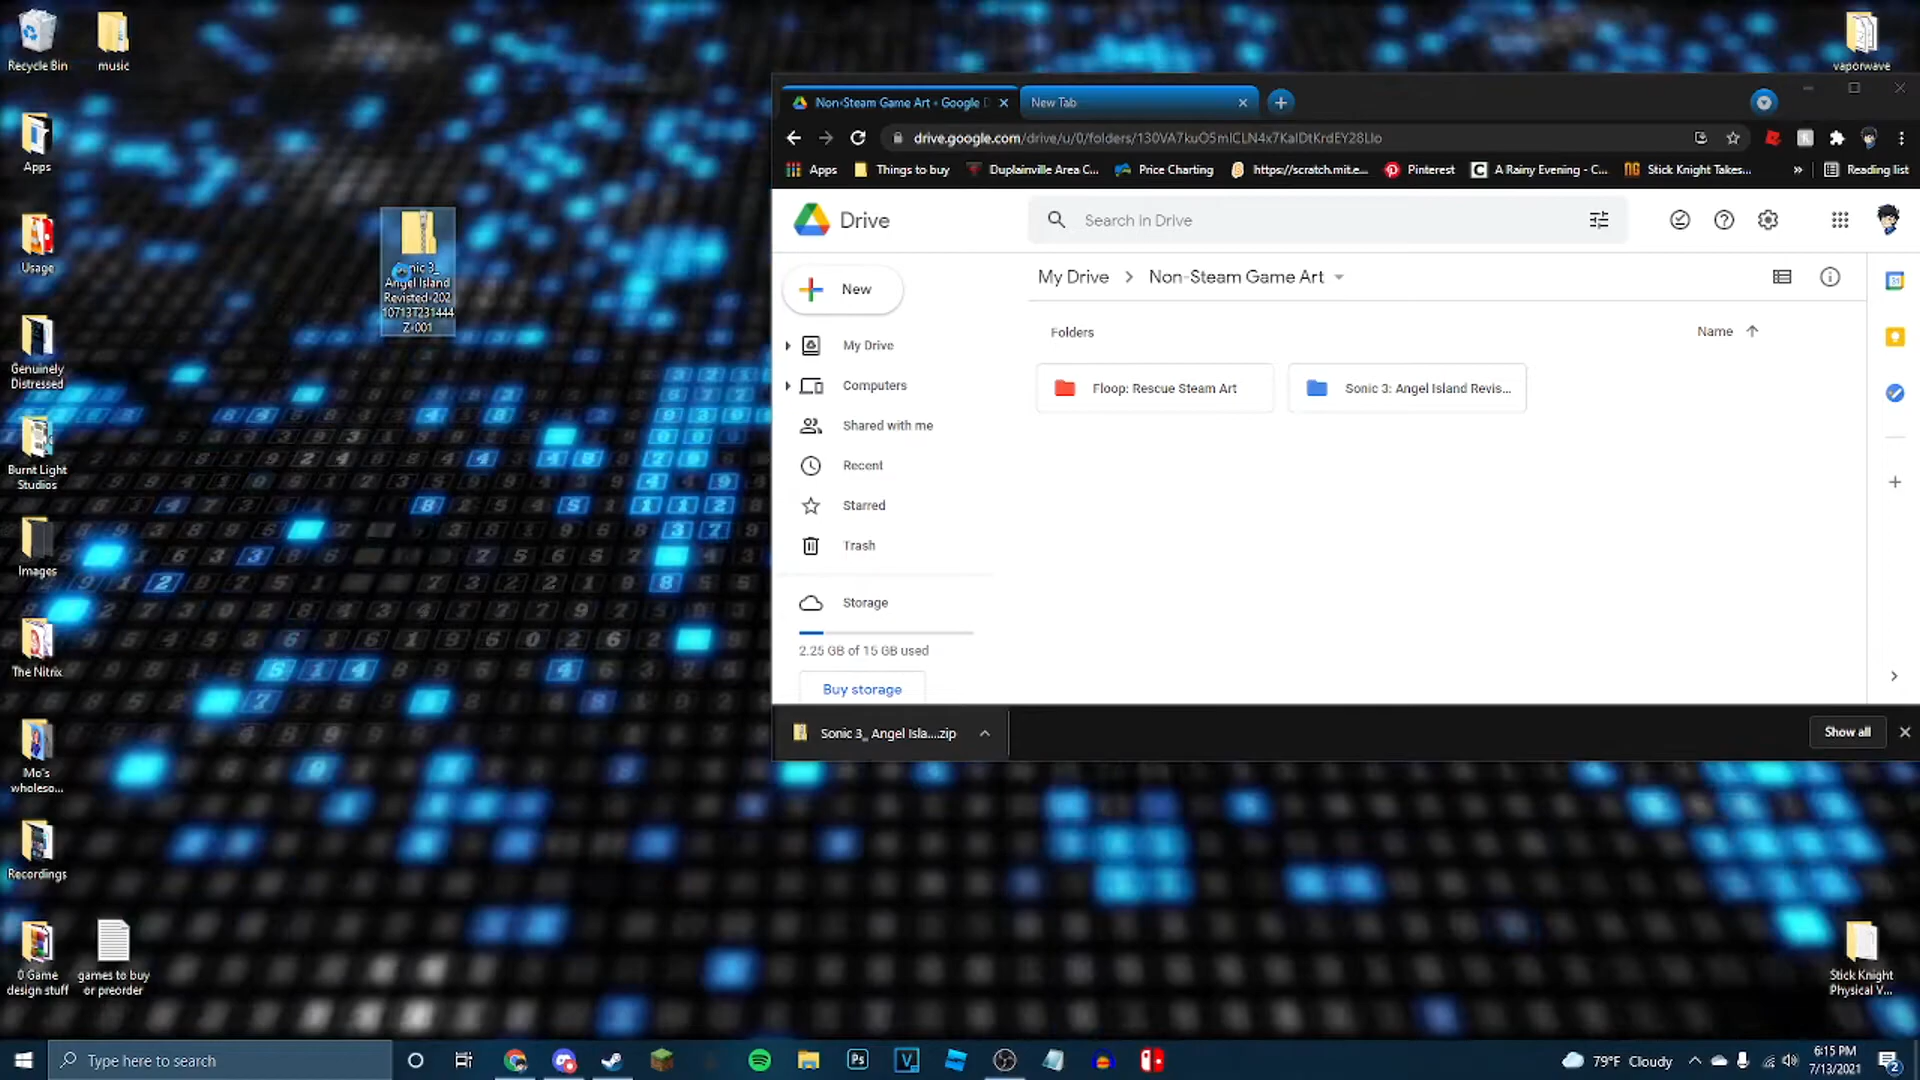 Recycle Bin
music
vaporwave
Apps
Usage
Genuinely
Distressed
Burnt Light
Studios
Images
The Nitrix
Mo's
wholeso...
Recordings
0 Game
design stuff
games to buy
or preorder
Stick Knight
Physical V...
Angel Island
Revisted-202
10713T231444
Z-001
Non-Steam Game Art - Google D
New Tab
drive.google.com/drive/u/0/folders/130VA7kuO5mICLN4x7KaIDtKrdEY28LIo
Apps
Things to buy
Duplainville Area C...
Price Charting
https://scratch.mit.e...
Pinterest
A Rainy Evening - C...
Stick Knight Takes...
»
Reading list
Drive
Search in Drive
New
My Drive
Computers
Shared with me
Recent
Starred
Trash
Storage
2.25 GB of 15 GB used
Buy storage
My Drive
Non-Steam Game Art
Folders
Name
Floop: Rescue Steam Art
Sonic 3: Angel Island Revis...
Sonic 3_ Angel Isla....zip
Show all
Type here to search
Ps
79°F Cloudy
6:15 PM
7/13/2021
2